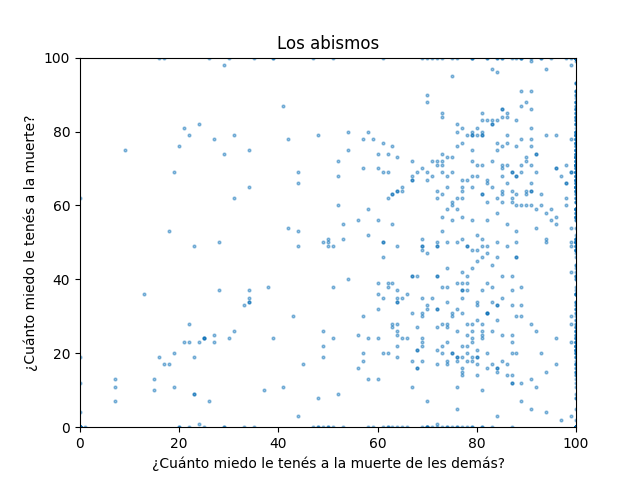 Los abismos
¿Cuánto miedo le tenés a la muerte?
100
80
60
40
20
0
0 20 40 60 80 100
¿Cuánto miedo le tenés a la muerte de les demás?